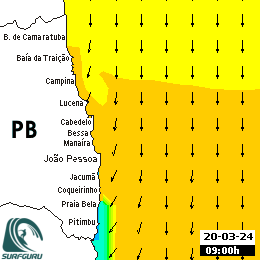 B. de Camaratuba
Baía da Traição
Campina
Lucena
PB
Cabedelo
Bessa
Manaíra
João Pessoa
Jacumã
Coqueirinho
Praia Bela
Pitimbu
SURFGURU
20-03-24
09:00h